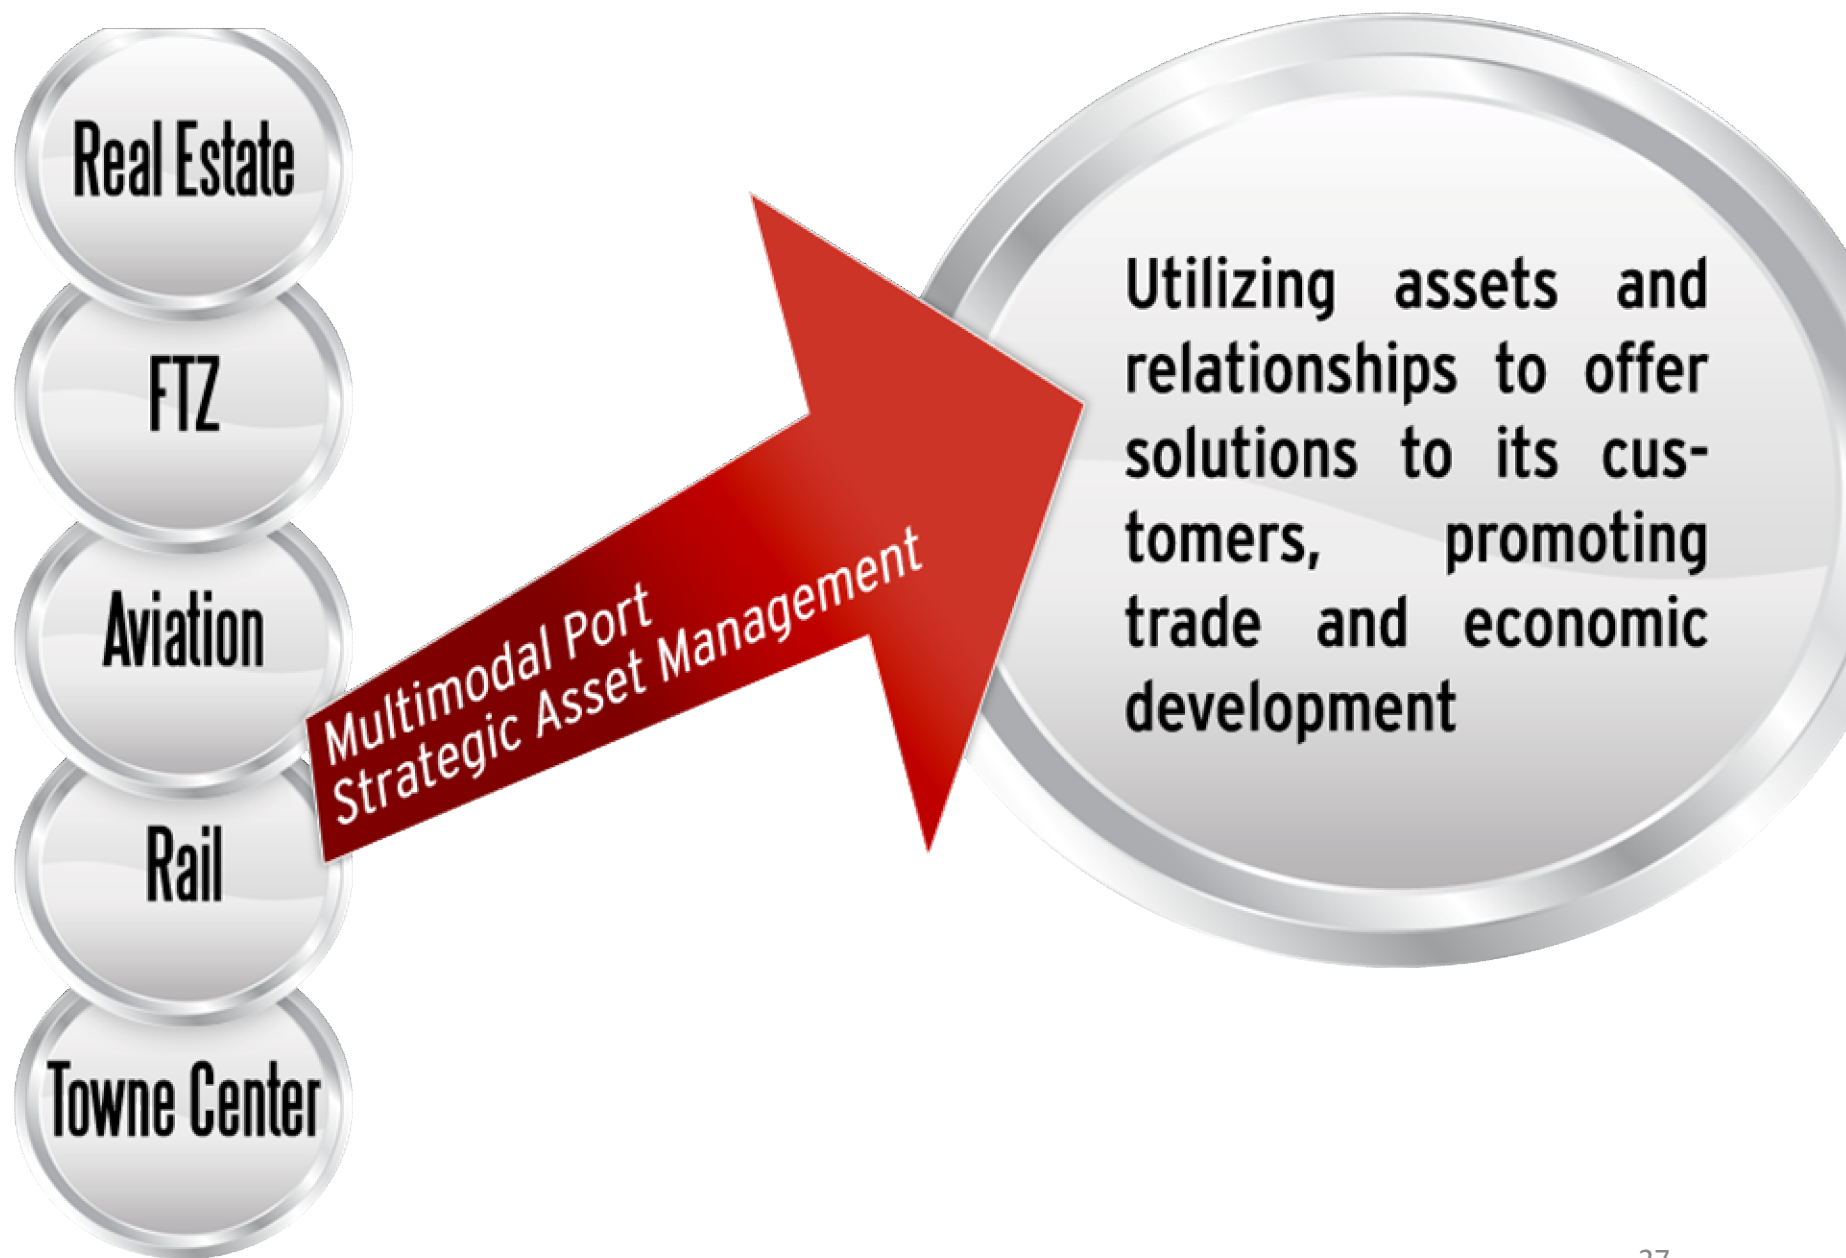 Real Estate
FTZ
Aviation
Rail
Towne Center
Multimodal Port
Strategic Asset Management
Utilizing assets and
relationships to offer
solutions to its cus-
tomers, promoting
trade and economic
development